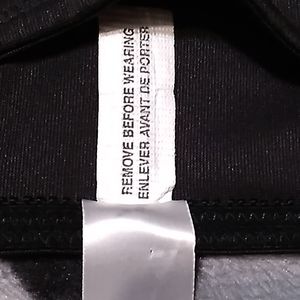 REMOVE BEFORE WEARING
ENLEVER AVANT DE PORTER